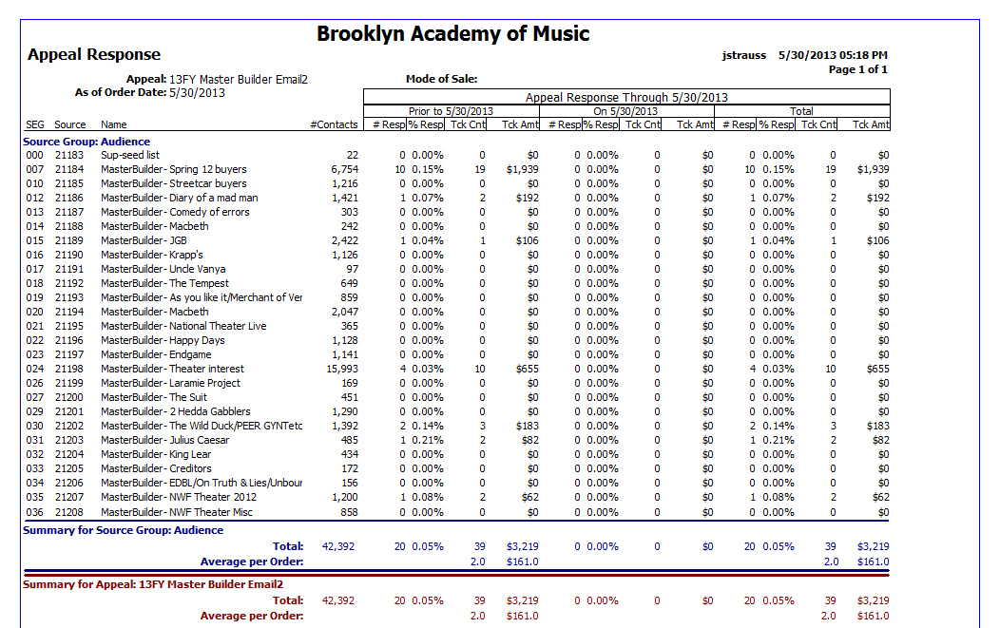 Brooklyn Academy of Music
Appeal Response
jstrauss 5/30/2013 05:18 PM
Page 1 of 1
Appeal: 13FY Master Builder Email2 Mode of Sale:
As of Order Date: 5/30/2013
Appeal Response Through 5/30/2013
Prior to 5/30/2013 On 5/30/2013 Total
SEG Source Name #Contacts # Resp % Resp Tck Cnt Tck Amt # Resp % Resp Tck Cnt Tck Amt # Resp % Resp Tck Cnt Tck Amt
Source Group: Audience
000 21183 Sup-seed list 22 0 0.00% 0 $0 0 0.00% 0 $0 0 0.00% 0 $0
007 21184 MasterBuilder- Spring 12 buyers 6,754 10 0.15% 19 $1,939 0 0.00% 0 $0 10 0.15% 19 $1,939
010 21185 MasterBuilder- Streetcar buyers 1,216 0 0.00% 0 $0 0 0.00% 0 $0 0 0.00% 0 $0
012 21186 MasterBuilder- Diary of a mad man 1,421 1 0.07% 2 $192 0 0.00% 0 $0 1 0.07% 2 $192
013 21187 MasterBuilder- Comedy of errors 303 0 0.00% 0 $0 0 0.00% 0 $0 0 0.00% 0 $0
014 21188 MasterBuilder- Macbeth 242 0 0.00% 0 $0 0 0.00% 0 $0 0 0.00% 0 $0
015 21189 MasterBuilder- JGB 2,422 1 0.04% 1 $106 0 0.00% 0 $0 1 0.04% 1 $106
016 21190 MasterBuilder- Krapp's 1,126 0 0.00% 0 $0 0 0.00% 0 $0 0 0.00% 0 $0
017 21191 MasterBuilder- Uncle Vanya 97 0 0.00% 0 $0 0 0.00% 0 $0 0 0.00% 0 $0
018 21192 MasterBuilder- The Tempest 649 0 0.00% 0 $0 0 0.00% 0 $0 0 0.00% 0 $0
019 21193 MasterBuilder- As you like it/Merchant of Ver 859 0 0.00% 0 $0 0 0.00% 0 $0 0 0.00% 0 $0
020 21194 MasterBuilder- Macbeth 2,047 0 0.00% 0 $0 0 0.00% 0 $0 0 0.00% 0 $0
021 21195 MasterBuilder- National Theater Live 365 0 0.00% 0 $0 0 0.00% 0 $0 0 0.00% 0 $0
022 21196 MasterBuilder- Happy Days 1,128 0 0.00% 0 $0 0 0.00% 0 $0 0 0.00% 0 $0
023 21197 MasterBuilder- Endgame 1,141 0 0.00% 0 $0 0 0.00% 0 $0 0 0.00% 0 $0
024 21198 MasterBuilder- Theater interest 15,993 4 0.03% 10 $655 0 0.00% 0 $0 4 0.03% 10 $655
026 21199 MasterBuilder- Laramie Project 169 0 0.00% 0 $0 0 0.00% 0 $0 0 0.00% 0 $0
027 21200 MasterBuilder- The Suit 451 0 0.00% 0 $0 0 0.00% 0 $0 0 0.00% 0 $0
029 21201 MasterBuilder- 2 Hedda Gabblers 1,290 0 0.00% 0 $0 0 0.00% 0 $0 0 0.00% 0 $0
030 21202 MasterBuilder- The Wild Duck/PEER GYNTetc 1,392 2 0.14% 3 $183 0 0.00% 0 $0 2 0.14% 3 $183
031 21203 MasterBuilder- Julius Caesar 485 1 0.21% 2 $82 0 0.00% 0 $0 1 0.21% 2 $82
032 21204 MasterBuilder- King Lear 434 0 0.00% 0 $0 0 0.00% 0 $0 0 0.00% 0 $0
033 21205 MasterBuilder- Creditors 172 0 0.00% 0 $0 0 0.00% 0 $0 0 0.00% 0 $0
034 21206 MasterBuilder- EDBL/On Truth & Lies/Unbour 156 0 0.00% 0 $0 0 0.00% 0 $0 0 0.00% 0 $0
035 21207 MasterBuilder- NWF Theater 2012 1,200 1 0.08% 2 $62 0 0.00% 0 $0 1 0.08% 2 $62
036 21208 MasterBuilder- NWF Theater Misc 858 0 0.00% 0 $0 0 0.00% 0 $0 0 0.00% 0 $0
Summary for Source Group: Audience
Total: 42,392 20 0.05% 39 $3,219 0 0.00% 0 $0 20 0.05% 39 $3,219
Average per Order: 2.0 $161.0 2.0 $161.0
Summary for Appeal: 13FY Master Builder Email2
Total: 42,392 20 0.05% 39 $3,219 0 0.00% 0 $0 20 0.05% 39 $3,219
Average per Order: 2.0 $161.0 2.0 $161.0